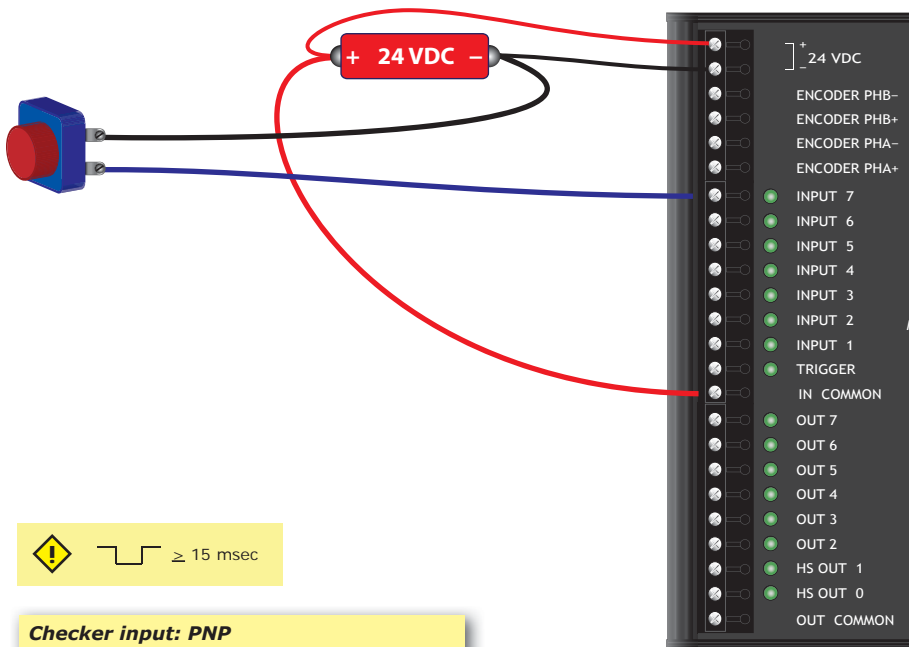 + 24 VDC −
+
−
24 VDC
ENCODER PHB−
ENCODER PHB+
ENCODER PHA−
ENCODER PHA+
INPUT 7
INPUT 6
INPUT 5
INPUT 4
INPUT 3
INPUT 2
INPUT 1
TRIGGER
IN COMMON
OUT 7
OUT 6
OUT 5
OUT 4
OUT 3
OUT 2
HS OUT 1
HS OUT 0
OUT COMMON
! ≥ 15 msec
Checker input: PNP